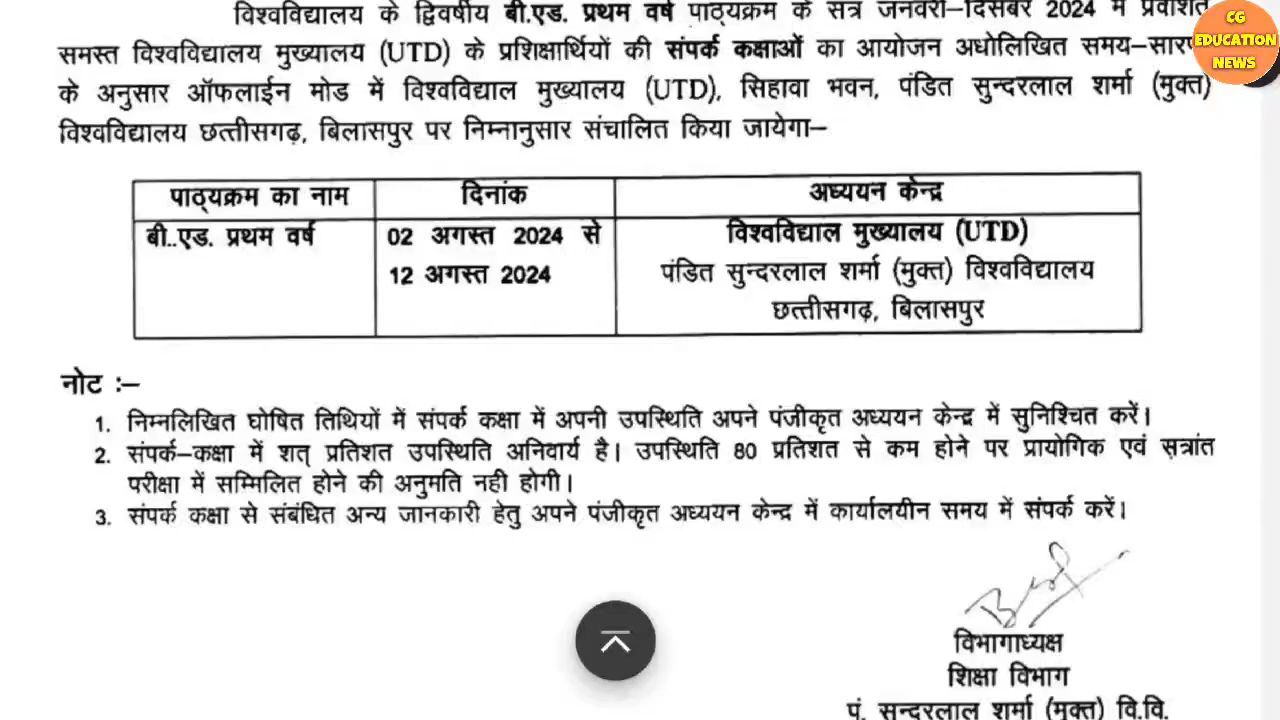 विश्वविद्यालय के द्विवर्षीय बी.एड. प्रथम वर्ष पाठ्यक्रम के सत्र जनवरी–दिसंबर 2024 में प्रवेशित
समस्त विश्वविद्यालय मुख्यालय (UTD) के प्रशिक्षार्थियों की संपर्क कक्षाओं का आयोजन अधोलिखित समय–सारणी
के अनुसार ऑफलाईन मोड में विश्वविद्याल मुख्यालय (UTD), सिहावा भवन, पंडित सुन्दरलाल शर्मा (मुक्त)
विश्वविद्यालय छत्तीसगढ़, बिलासपुर पर निम्नानुसार संचालित किया जायेगा–
CG
EDUCATION
NEWS
पाठ्यक्रम का नाम दिनांक अध्ययन केन्द्र
बी..एड. प्रथम वर्ष 02 अगस्त 2024 से विश्वविद्याल मुख्यालय (UTD)
12 अगस्त 2024 पंडित सुन्दरलाल शर्मा (मुक्त) विश्वविद्यालय
छत्तीसगढ़, बिलासपुर
नोट :–
1. निम्नलिखित घोषित तिथियों में संपर्क कक्षा में अपनी उपस्थिति अपने पंजीकृत अध्ययन केन्द्र में सुनिश्चित करें।
2. संपर्क–कक्षा में शत् प्रतिशत उपस्थिति अनिवार्य है। उपस्थिति 80 प्रतिशत से कम होने पर प्रायोगिक एवं सत्रांत
परीक्षा में सम्मिलित होने की अनुमति नही होगी।
3. संपर्क कक्षा से संबंधित अन्य जानकारी हेतु अपने पंजीकृत अध्ययन केन्द्र में कार्यालयीन समय में संपर्क करें।
विभागाध्यक्ष
शिक्षा विभाग
पं. सुन्दरलाल शर्मा (मुक्त) वि.वि.